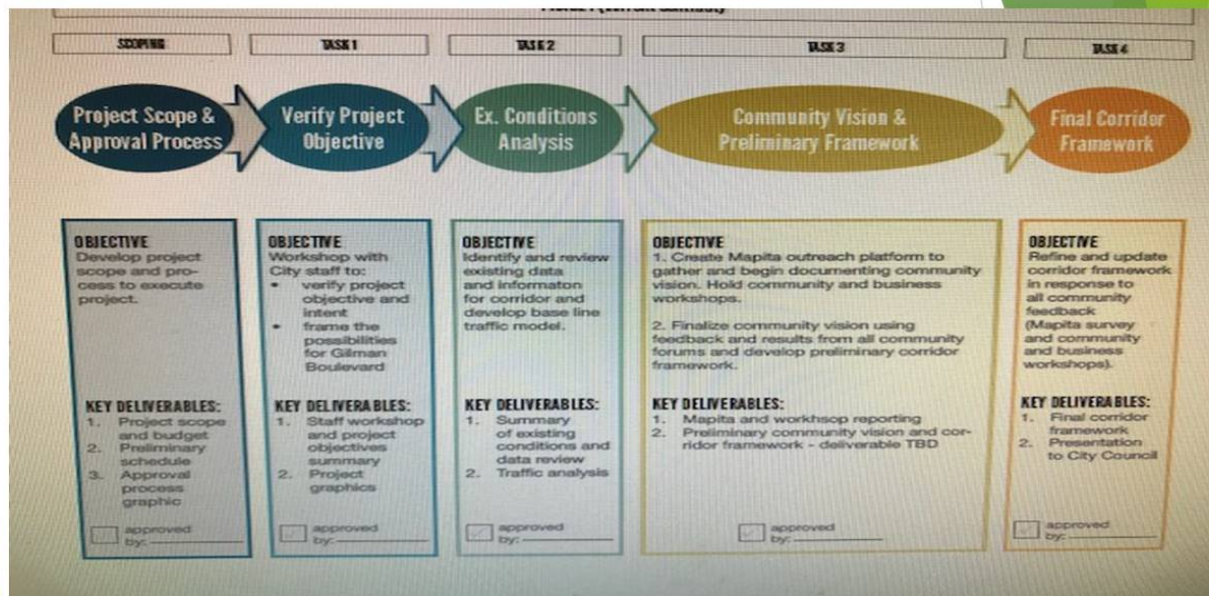 SCOPING
TASK 1
TASK 2
TASK 3
TASK 4
Project Scope &
Approval Process
Verify Project
Objective
Ex. Conditions
Analysis
Community Vision &
Preliminary Framework
Final Corridor
Framework
OBJECTIVE
Develop project
scope and pro-
cess to execute
project.
KEY DELIVERABLES:
1. Project scope
and budget
2. Preliminary
schedule
3. Approval
process
graphic
approved
by:
OBJECTIVE
Workshop with
City staff to:
• verify project
objective and
intent
• frame the
possibilities
for Gilman
Boulevard
KEY DELIVERABLES:
1. Staff workshop
and project
objectives
summary
2. Project
graphics
approved
by:
OBJECTIVE
Identify and review
existing data
and informaton
for corridor and
develop base line
traffic model.
KEY DELIVERABLES:
1. Summary
of existing
conditions and
data review
2. Traffic analysis
approved
by:
OBJECTIVE
1. Create Mapita outreach platform to
gather and begin documenting community
vision. Hold community and business
workshops.
2. Finalize community vision using
feedback and results from all community
forums and develop preliminary corridor
framework.
KEY DELIVERABLES:
1. Mapita and workhsop reporting
2. Preliminary community vision and cor-
ridor framework - deliverable TBD
approved
by:
OBJECTIVE
Refine and update
corridor framework
in response to
all community
feedback
(Mapita survey
and community
and business
workshops).
KEY DELIVERABLES:
1. Final corridor
framework
2. Presentation
to City Council
approved
by: